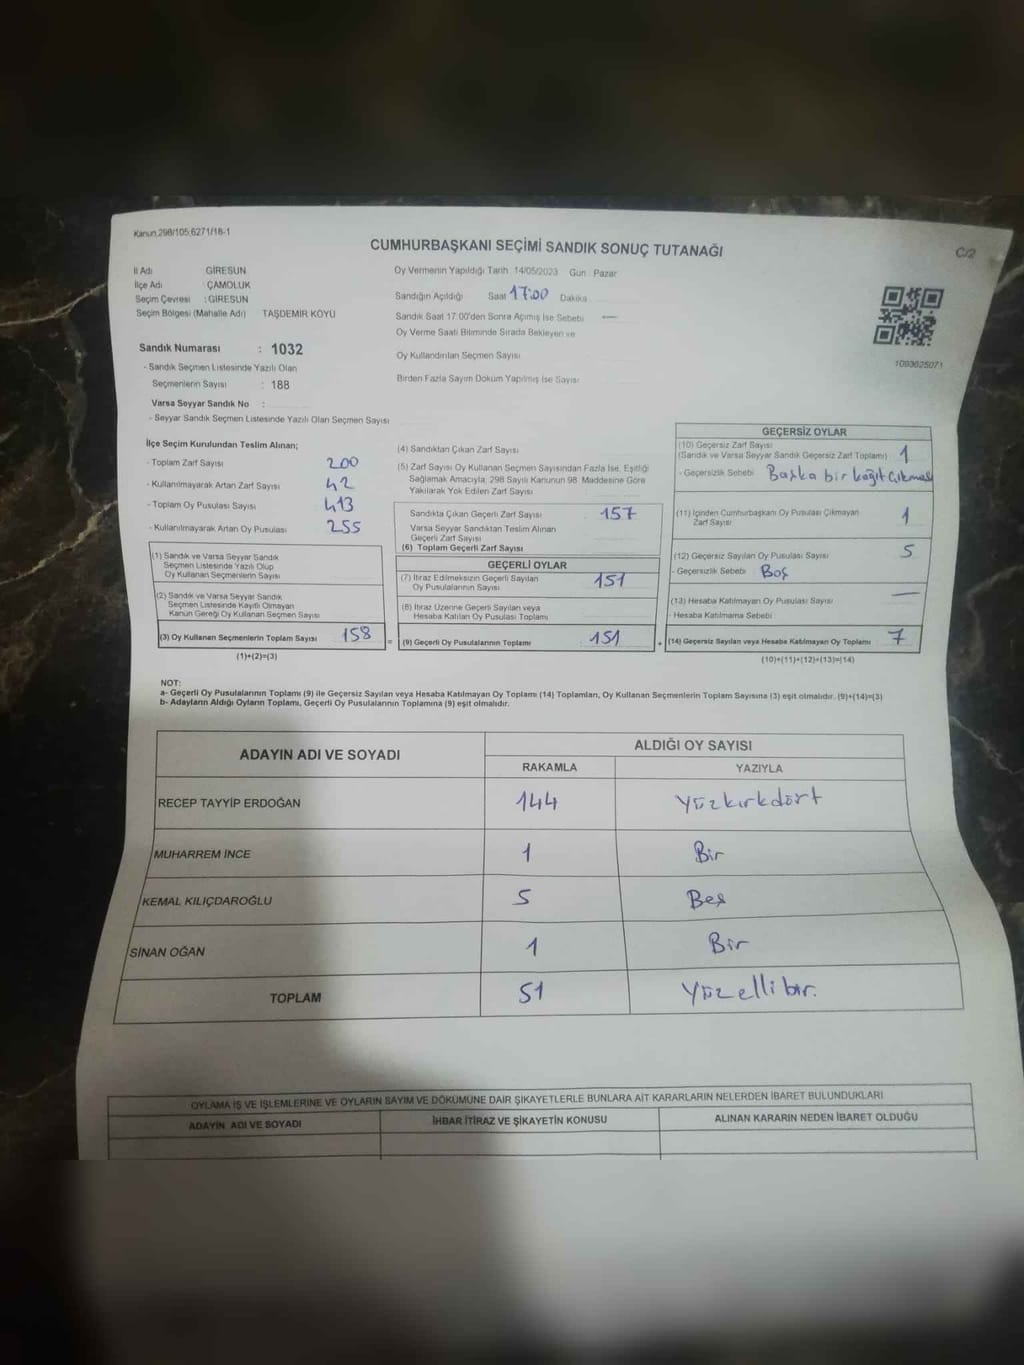 Kanun,298/105,6271/18-1
CUMHURBAŞKANI SEÇİMİ SANDIK SONUÇ TUTANAĞI
C/2
İl Adı GİRESUN
İlçe Adı ÇAMOLUK
Seçim Çevresi : GİRESUN
Seçim Bölgesi (Mahalle Adı) TAŞDEMİR KÖYÜ
Oy Vermenin Yapıldığı Tarih 14/05/2023 Gün Pazar
Sandığın Açıldığı Saat 17:00 Dakika
Sandık Saat 17:00'den Sonra Açımış İse Sebebi —
Oy Verme Saati Bitiminde Sırada Bekleyen ve
Oy Kullandırılan Seçmen Sayısı
Birden Fazla Sayım Döküm Yapılmış İse Sayısı
1093625071
Sandık Numarası : 1032
- Sandık Seçmen Listesinde Yazılı Olan
Seçmenlerin Sayısı : 188
Varsa Seyyar Sandık No :
- Seyyar Sandık Seçmen Listesinde Yazılı Olan Seçmen Sayısı
İlçe Seçim Kurulundan Teslim Alınan;
- Toplam Zarf Sayısı 200
- Kullanılmayarak Artan Zarf Sayısı 42
- Toplam Oy Pusulası Sayısı 413
- Kullanılmayarak Artan Oy Pusulası 255
(4) Sandıktan Çıkan Zarf Sayısı
(5) Zarf Sayısı Oy Kullanan Seçmen Sayısından Fazla İse, Eşitliği
Sağlamak Amacıyla, 298 Sayılı Kanunun 98. Maddesine Göre
Yakılarak Yok Edilen Zarf Sayısı
Sandıkta Çıkan Geçerli Zarf Sayısı 157
Varsa Seyyar Sandıktan Teslim Alınan
Geçerli Zarf Sayısı
(6) Toplam Geçerli Zarf Sayısı
GEÇERSİZ OYLAR
(10) Geçersiz Zarf Sayısı
(Sandık ve Varsa Seyyar Sandık Geçersiz Zarf Toplamı) 1
- Geçersizlik Sebebi Başka bir kağıt çıkması
(11) İçinden Cumhurbaşkanı Oy Pusulası Çıkmayan
Zarf Sayısı 1
(12) Geçersiz Sayılan Oy Pusulası Sayısı 5
- Geçersizlik Sebebi Boş
(13) Hesaba Katılmayan Oy Pusulası Sayısı —
- Hesaba Katılmama Sebebi
(14) Geçersiz Sayılan veya Hesaba Katılmayan Oy Toplamı 7
(10)+(11)+(12)+(13)=(14)
(1) Sandık ve Varsa Seyyar Sandık
Seçmen Listesinde Yazılı Olup
Oy Kullanan Seçmenlerin Sayısı
(2) Sandık ve Varsa Seyyar Sandık
Seçmen Listesinde Kayıtlı Olmayan
Kanun Gereği Oy Kullanan Seçmen Sayısı
(3) Oy Kullanan Seçmenlerin Toplam Sayısı 158 =
(1)+(2)=(3)
GEÇERLİ OYLAR
(7) İtiraz Edilmeksizin Geçerli Sayılan
Oy Pusulalarının Sayısı 151
(8) İtiraz Üzerine Geçerli Sayılan veya
Hesaba Katılan Oy Pusulası Toplamı
(9) Geçerli Oy Pusulalarının Toplamı 151 +
NOT:
a- Geçerli Oy Pusulalarının Toplamı (9) ile Geçersiz Sayılan veya Hesaba Katılmayan Oy Toplamı (14) Toplamları, Oy Kullanan Seçmenlerin Toplam Sayısına (3) eşit olmalıdır. (9)+(14)=(3)
b- Adayların Aldığı Oyların Toplamı, Geçerli Oy Pusulalarının Toplamına (9) eşit olmalıdır.
ADAYIN ADI VE SOYADI
ALDIĞI OY SAYISI
RAKAMLA YAZIYLA
RECEP TAYYİP ERDOĞAN 144 Yüzkırkdört
MUHARREM İNCE 1 Bir
KEMAL KILIÇDAROĞLU 5 Beş
SİNAN OĞAN 1 Bir
TOPLAM 51 Yüzellibir.
OYLAMA İŞ VE İŞLEMLERİNE VE OYLARIN SAYIM VE DÖKÜMÜNE DAİR ŞİKAYETLERLE BUNLARA AİT KARARLARIN NELERDEN İBARET BULUNDUKLARI
ADAYIN ADI VE SOYADI İHBAR İTİRAZ VE ŞİKAYETİN KONUSU ALINAN KARARIN NEDEN İBARET OLDUĞU